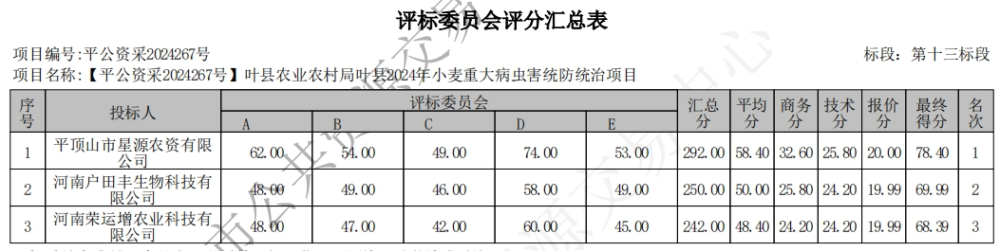 评标委员会评分汇总表
项目编号:平公资采2024267号 标段：第十三标段
项目名称:【平公资采2024267号】叶县农业农村局叶县2024年小麦重大病虫害统防统治项目
序号 投标人 评标委员会 汇总分 平均分 商务分 技术分 报价分 最终得分 名次
A B C D E
1 平顶山市星源农资有限公司 62.00 54.00 49.00 74.00 53.00 292.00 58.40 32.60 25.80 20.00 78.40 1
2 河南户田丰生物科技有限公司 48.00 49.00 46.00 58.00 49.00 250.00 50.00 25.80 24.20 19.99 69.99 2
3 河南荣运增农业科技有限公司 48.00 47.00 42.00 60.00 45.00 242.00 48.40 24.20 24.20 19.99 68.39 3